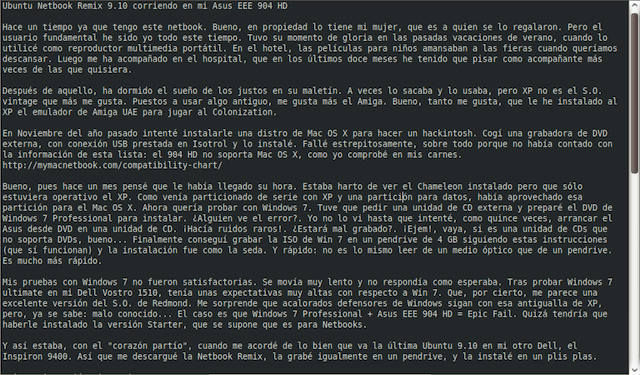 Ubuntu Netbook Remix 9.10 corriendo en mi Asus EEE 904 HD
Hace un tiempo ya que tengo este netbook. Bueno, en propiedad lo tiene mi mujer, que es a quien se lo regalaron. Pero el
usuario fundamental he sido yo todo este tiempo. Tuvo su momento de gloria en las pasadas vacaciones de verano, cuando lo
utilicé como reproductor multimedia portátil. En el hotel, las películas para niños amansaban a las fieras cuando queríamos
descansar. Luego me ha acompañado en el hospital, que en los últimos doce meses he tenido que pisar como acompañante más
veces de las que quisiera.
Después de aquello, ha dormido el sueño de los justos en su maletín. A veces lo sacaba y lo usaba, pero XP no es el S.O.
vintage que más me gusta. Puestos a usar algo antiguo, me gusta más el Amiga. Bueno, tanto me gusta, que le he instalado al
XP el emulador de Amiga UAE para jugar al Colonization.
En Noviembre del año pasado intenté instalarle una distro de Mac OS X para hacer un hackintosh. Cogí una grabadora de DVD
externa, con conexión USB prestada en Isotrol y lo instalé. Fallé estrepitosamente, sobre todo porque no había contado con
la información de esta lista: el 904 HD no soporta Mac OS X, como yo comprobé en mis carnes.
http://mymacnetbook.com/compatibility-chart/
Bueno, pues hace un mes pensé que le había llegado su hora. Estaba harto de ver el Chameleon instalado pero que sólo
estuviera operativo el XP. Como venía particionado de serie con XP y una partición para datos, había aprovechado esa
partición para el Mac OS X. Ahora quería probar con Windows 7. Tuve que pedir una unidad de CD externa y preparé el DVD de
Windows 7 Professional para instalar. ¿Alguien ve el error?. Yo no lo vi hasta que intenté, como quince veces, arrancar el
Asus desde DVD en una unidad de CD. ¡Hacía ruidos raros!. ¿Estará mal grabado?. ¡Ejem!, vaya, si es una unidad de CDs que
no soporta DVDs, bueno... Finalmente conseguí grabar la ISO de Win 7 en un pendrive de 4 GB siguiendo estas instrucciones
(que sí funcionan) y la instalación fue como la seda. Y rápido: no es lo mismo leer de un medio óptico que de un pendrive.
Es mucho más rápido.
Mis pruebas con Windows 7 no fueron satisfactorias. Se movía muy lento y no respondía como esperaba. Tras probar Windows 7
ultimate en mi Dell Vostro 1510, tenía unas expectativas muy altas con respecto a Win 7. Que, por cierto, me parece una
excelente versión del S.O. de Redmond. Me sorprende que acalorados defensores de Windows sigan con esa antigualla de XP,
pero, ya se sabe: malo conocido... El caso es que Windows 7 Professional + Asus EEE 904 HD = Epic Fail. Quizá tendría que
haberle instalado la versión Starter, que se supone que es para Netbooks.
Y así estaba, con el "corazón partío", cuando me acordé de lo bien que va la última Ubuntu 9.10 en mi otro Dell, el
Inspiron 9400. Así que me descargué la Netbook Remix, la grabé igualmente en un pendrive, y la instalé en un plis plas.